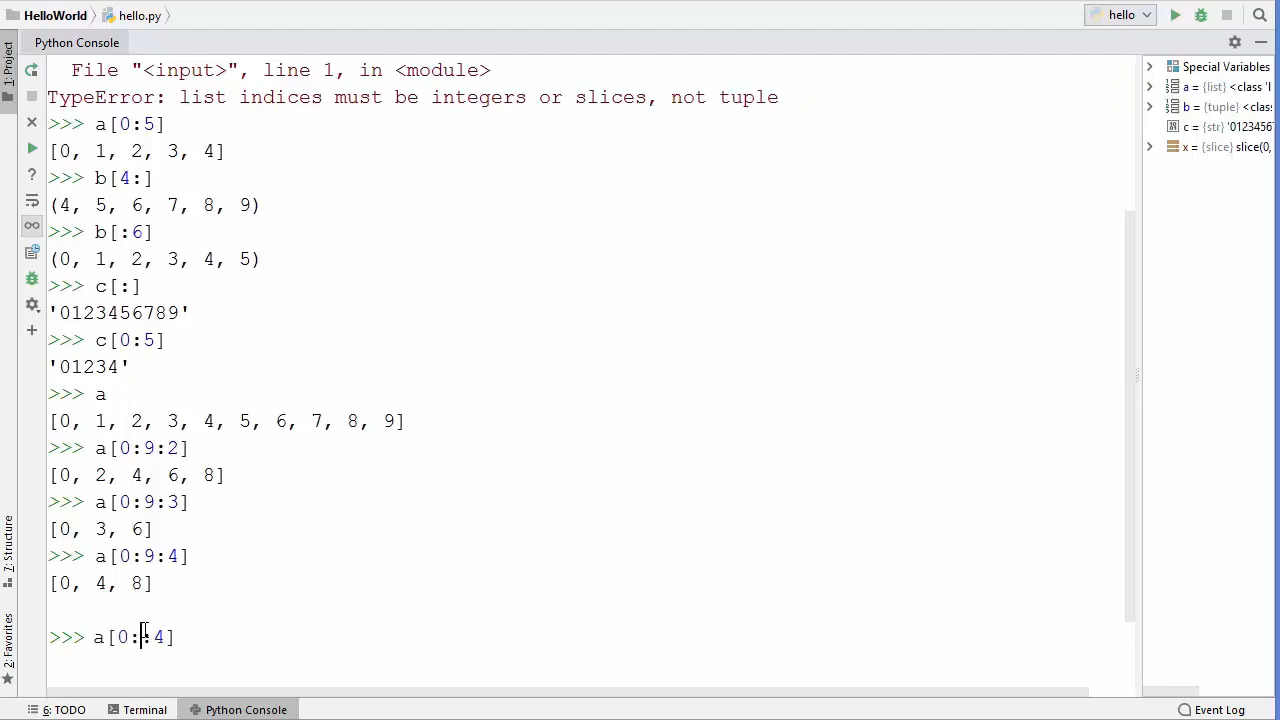 HelloWorld hello.py hello
Python Console
1: Project
File "<input>", line 1, in <module>
TypeError: list indices must be integers or slices, not tuple
>>> a[0:5]
[0, 1, 2, 3, 4]
>>> b[4:]
(4, 5, 6, 7, 8, 9)
>>> b[:6]
(0, 1, 2, 3, 4, 5)
>>> c[:]
'0123456789'
>>> c[0:5]
'01234'
>>> a
[0, 1, 2, 3, 4, 5, 6, 7, 8, 9]
>>> a[0:9:2]
[0, 2, 4, 6, 8]
>>> a[0:9:3]
[0, 3, 6]
>>> a[0:9:4]
[0, 4, 8]
>>> a[0::4]
Special Variables
a = {list} <class 'l
b = {tuple} <clas
c = {str} '01234567
x = {slice} slice(0,
7: Structure
2: Favorites
6: TODO Terminal Python Console Event Log